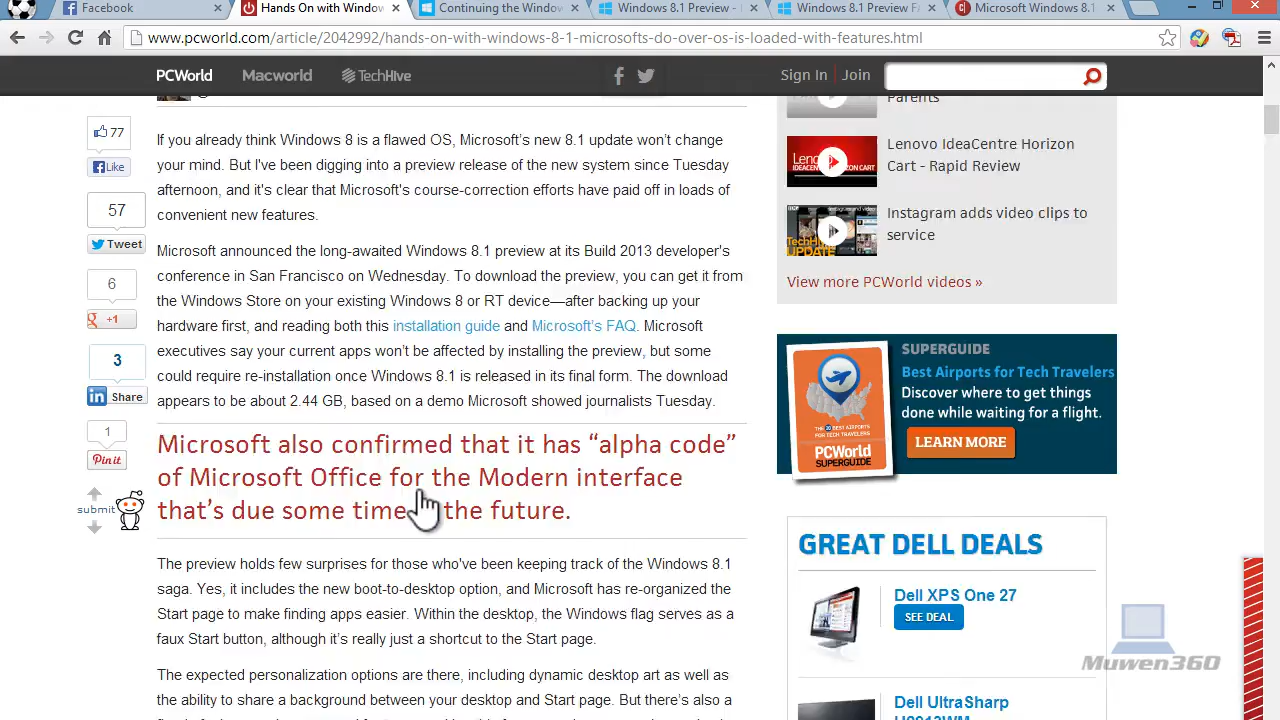 Facebook
Hands On with Window
Continuing the Window
Windows 8.1 Preview -
Windows 8.1 Preview FA
Microsoft Windows 8.1
www.pcworld.com/article/2042992/hands-on-with-windows-8-1-microsofts-do-over-os-is-loaded-with-features.html
PCWorld
Macworld
TechHive
Sign In
Join
77
Like
57
Tweet
6
+1
3
Share
1
Pin it
submit
If you already think Windows 8 is a flawed OS, Microsoft's new 8.1 update won't change
your mind. But I've been digging into a preview release of the new system since Tuesday
afternoon, and it's clear that Microsoft's course-correction efforts have paid off in loads of
convenient new features.
Microsoft announced the long-awaited Windows 8.1 preview at its Build 2013 developer's
conference in San Francisco on Wednesday. To download the preview, you can get it from
the Windows Store on your existing Windows 8 or RT device—after backing up your
hardware first, and reading both this installation guide and Microsoft's FAQ. Microsoft
executives say your current apps won't be affected by installing the preview, but some
could require re-installation once Windows 8.1 is released in its final form. The download
appears to be about 2.44 GB, based on a demo Microsoft showed journalists Tuesday.
Microsoft also confirmed that it has “alpha code”
of Microsoft Office for the Modern interface
that's due some time the future.
The preview holds few surprises for those who've been keeping track of the Windows 8.1
saga. Yes, it includes the new boot-to-desktop option, and Microsoft has re-organized the
Start page to make finding apps easier. Within the desktop, the Windows flag serves as a
faux Start button, although it's really just a shortcut to the Start page.
The expected personalization options are there, including dynamic desktop art as well as
the ability to share a background between your desktop and Start page. But there's also a
Parents
Lenovo IdeaCentre Horizon
Cart - Rapid Review
Instagram adds video clips to
service
View more PCWorld videos »
SUPERGUIDE
Best Airports for Tech Travelers
Discover where to get things
done while waiting for a flight.
LEARN MORE
PCWorld
SUPERGUIDE
GREAT DELL DEALS
Dell XPS One 27
SEE DEAL
Dell UltraSharp
Muwen360